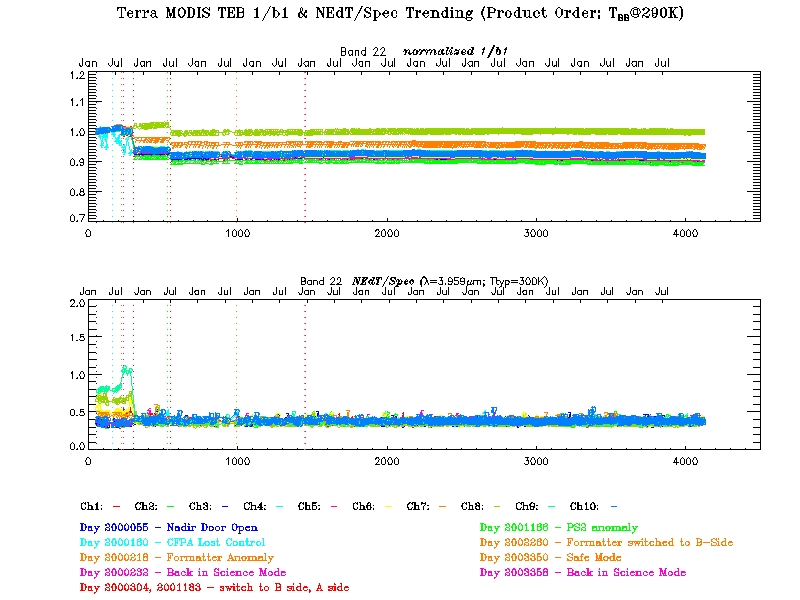 Terra MODIS TEB 1/b1 & NEdT/Spec Trending (Product Order; TBB@290K)
Band 22 normalized 1/b1
Jan Jul Jan Jul Jan Jul Jan Jul Jan Jul Jan Jul Jan Jul Jan Jul Jan Jul Jan Jul Jan Jul
1.2
1.1
1.0
0.9
0.8
0.7
0 1000 2000 3000 4000
Band 22 NEdT/Spec (λ=3.959μm; Ttyp=300K)
Jan Jul Jan Jul Jan Jul Jan Jul Jan Jul Jan Jul Jan Jul Jan Jul Jan Jul Jan Jul Jan Jul
2.0
1.5
1.0
0.5
0.0
0 1000 2000 3000 4000
Ch1: Ch2: Ch3: Ch4: Ch5: Ch6: Ch7: Ch8: Ch9: Ch10:
Day 2000055 - Nadir Door Open
Day 2000160 - CFPA Lost Control
Day 2000218 - Formatter Anomaly
Day 2000232 - Back in Science Mode
Day 2000304, 2001183 - switch to B side, A side
Day 2001166 - PS2 anomaly
Day 2002260 - Formatter switched to B-Side
Day 2003350 - Safe Mode
Day 2003358 - Back in Science Mode